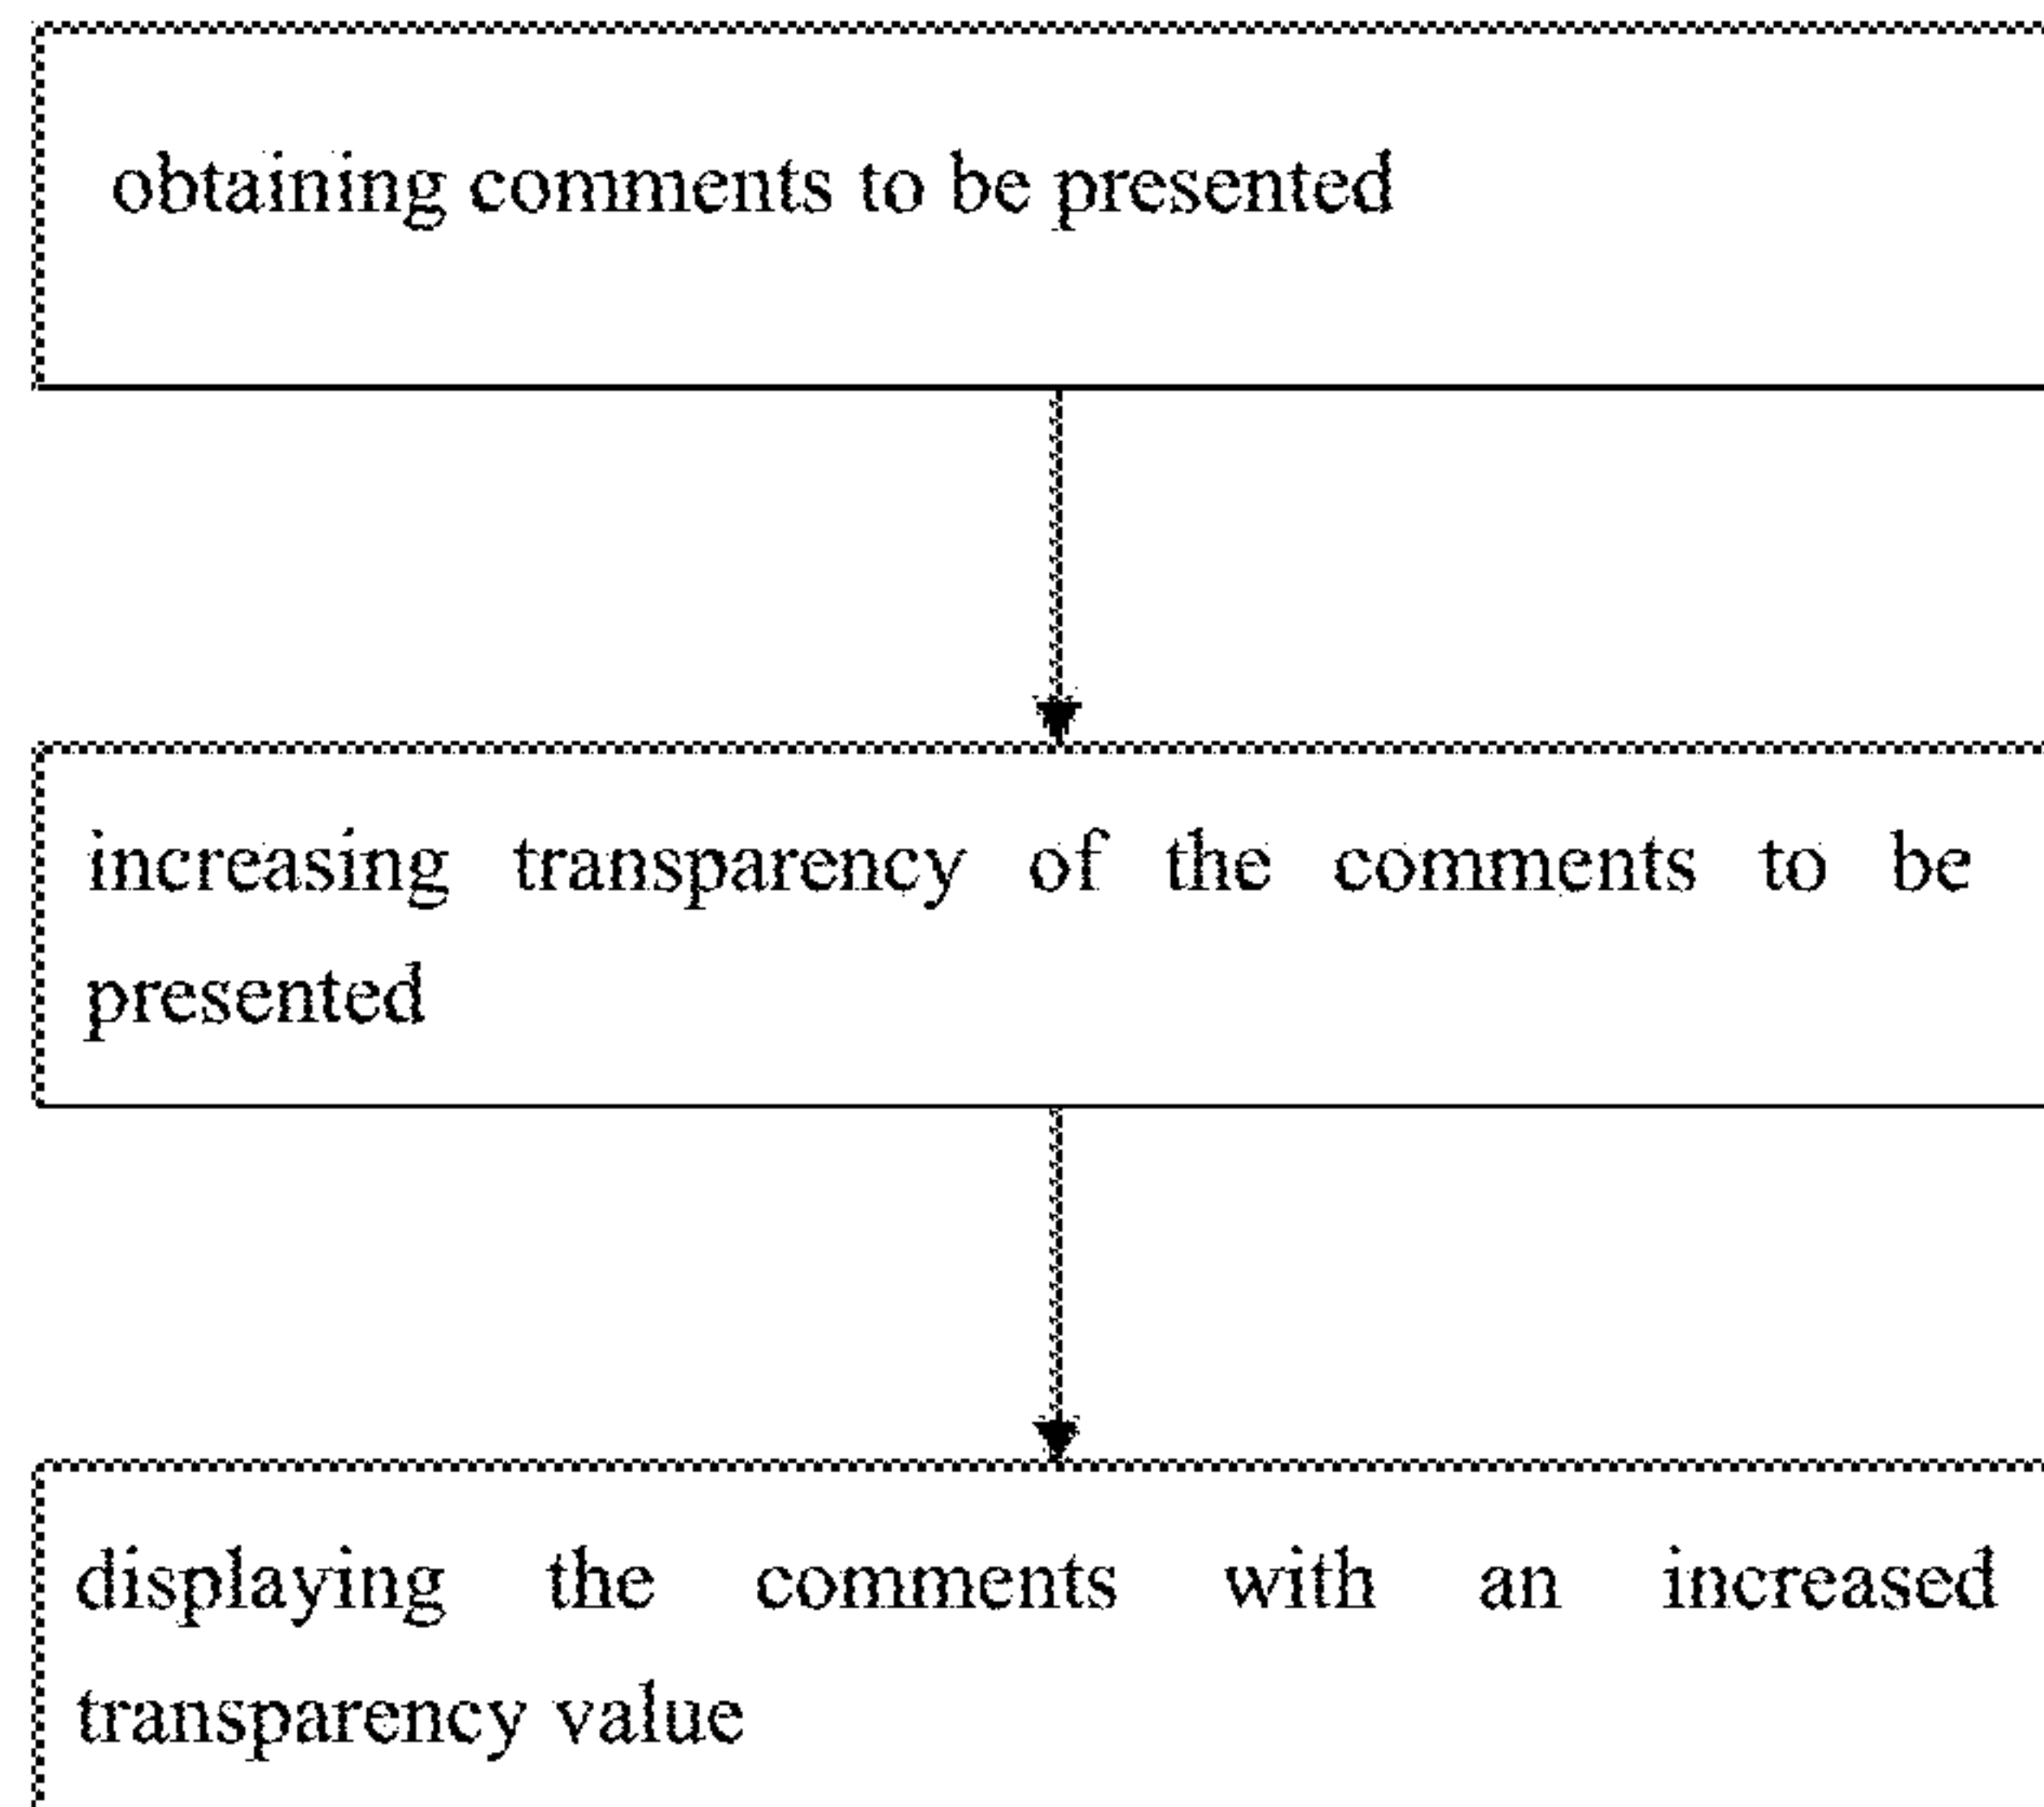 obtaining comments to be presented
increasing transparency of the comments to be
presented
displaying the comments with an increased
transparency value